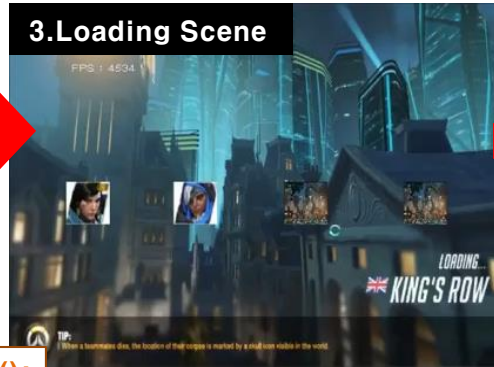 3.Loading Scene
FPS : 4534
LOADING...
KING'S ROW
TIP:
When a teammates dies, the location of their corpse is marked by a skull icon visible in the world.